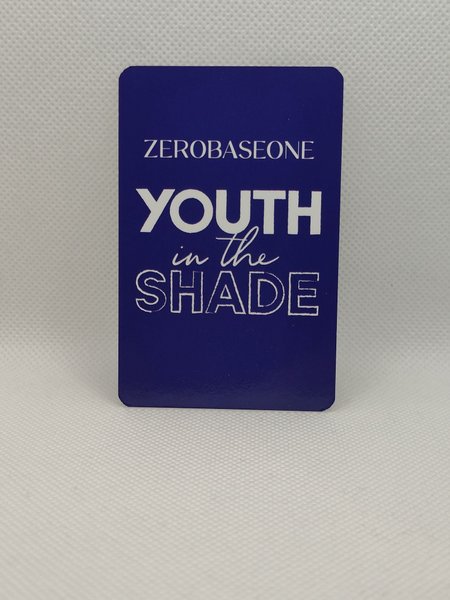 ZEROBASEONE
YOUTH
in the
SHADE